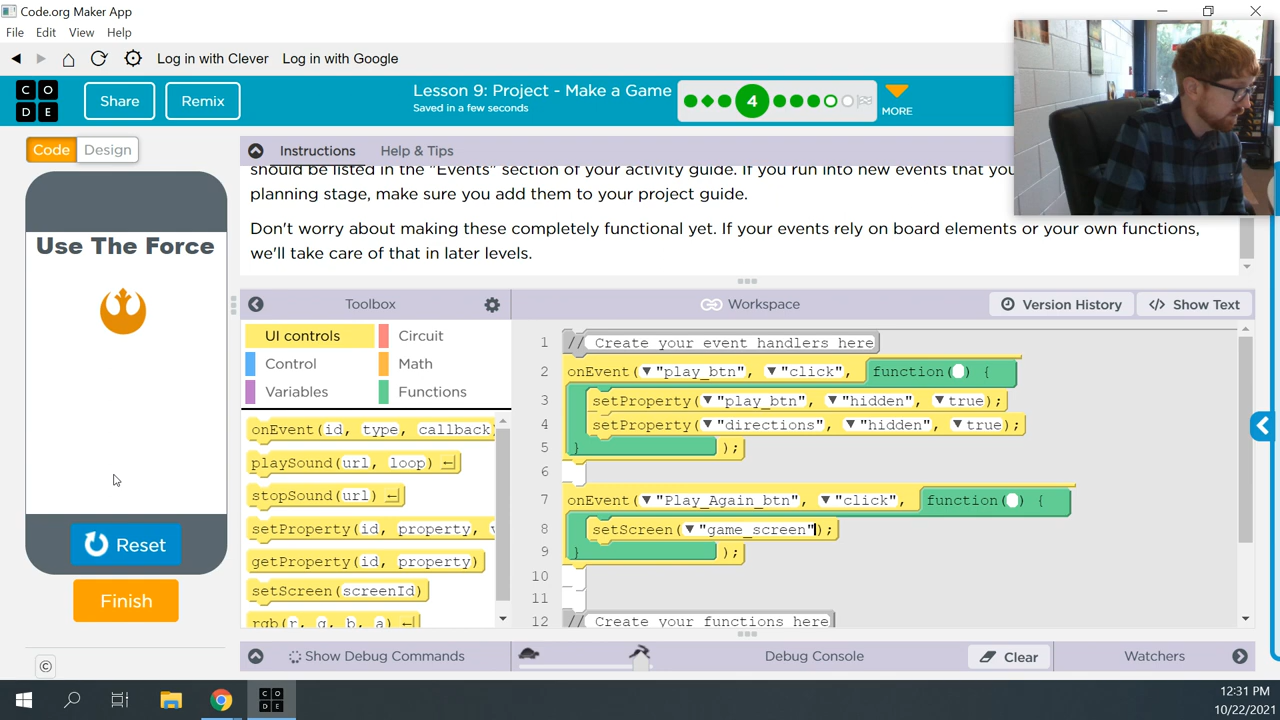 Code.org Maker App
File Edit View Help
Log in with Clever Log in with Google
C O D E
Share Remix
Lesson 9: Project - Make a Game
Saved in a few seconds
4
MORE
Code Design
Instructions Help & Tips
should be listed in the "Events" section of your activity guide. If you run into new events that you
planning stage, make sure you add them to your project guide.
Don't worry about making these completely functional yet. If your events rely on board elements or your own functions,
we'll take care of that in later levels.
Use The Force
Reset
Finish
Toolbox
UI controls Circuit
Control Math
Variables Functions
onEvent(id, type, callback)
playSound(url, loop)
stopSound(url)
setProperty(id, property, v
getProperty(id, property)
setScreen(screenId)
rgb(r, g, b, a)
Workspace Version History </> Show Text
1 // Create your event handlers here
2 onEvent("play_btn", "click", function( ) {
3 setProperty("play_btn", "hidden", true);
4 setProperty("directions", "hidden", true);
5 } );
6
7 onEvent("Play_Again_btn", "click", function( ) {
8 setScreen("game_screen");
9 } );
10
11
12 // Create your functions here
Show Debug Commands Debug Console Clear Watchers
©
C O D E
12:31 PM
10/22/2021